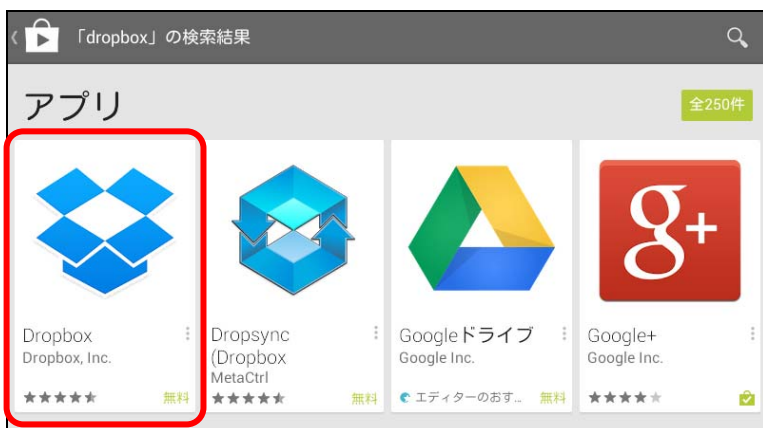 「dropbox」の検索結果
アプリ
全250件
g+
Dropbox
Dropbox, Inc.
無料
Dropsync
(Dropbox
MetaCtrl
無料
Googleドライブ
Google Inc.
エディターのおす...
無料
Google+
Google Inc.